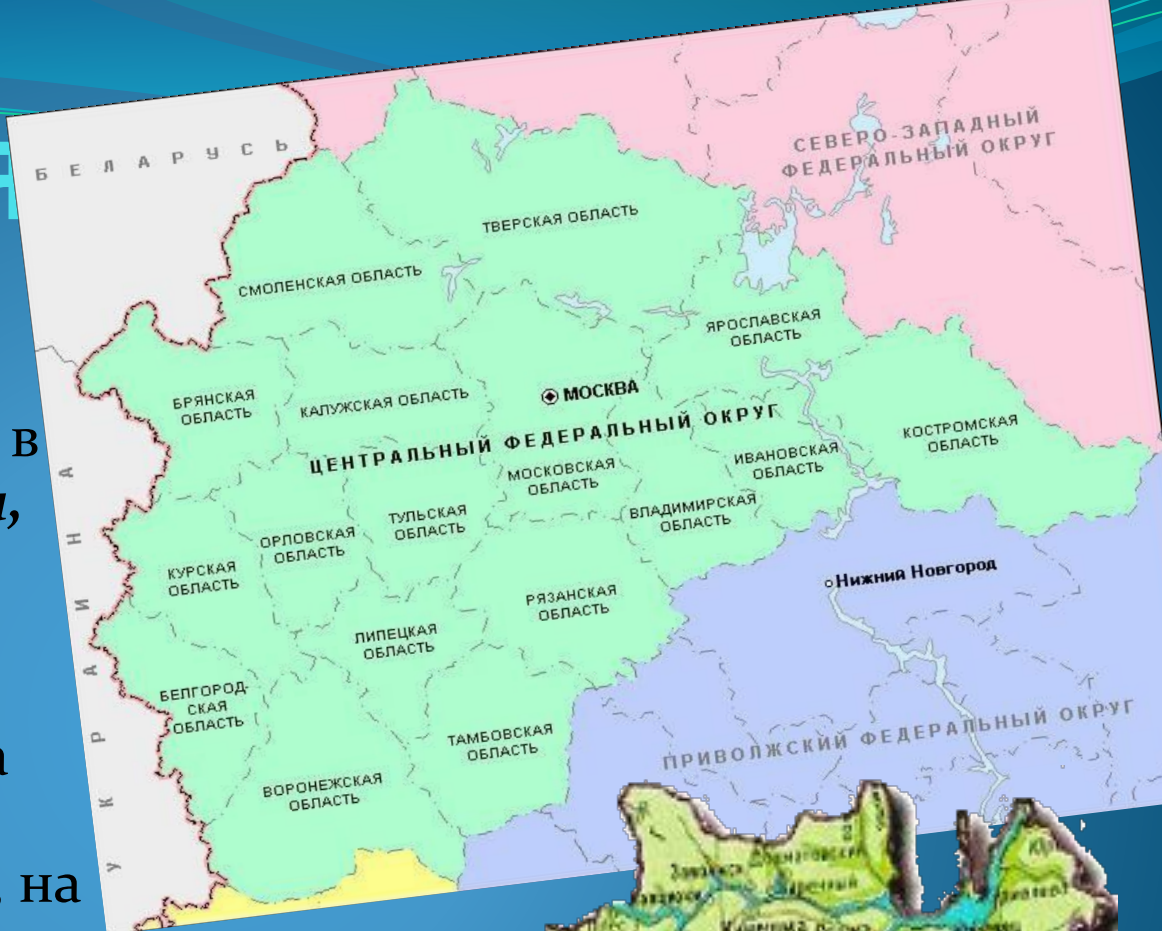 БЕЛАРУСЬ
СЕВЕРО-ЗАПАДНЫЙ
ФЕДЕРАЛЬНЫЙ ОКРУГ
ТВЕРСКАЯ ОБЛАСТЬ
СМОЛЕНСКАЯ ОБЛАСТЬ
ЯРОСЛАВСКАЯ
ОБЛАСТЬ
БРЯНСКАЯ
ОБЛАСТЬ
КАЛУЖСКАЯ ОБЛАСТЬ
МОСКВА
ЦЕНТРАЛЬНЫЙ ФЕДЕРАЛЬНЫЙ ОКРУГ
КОСТРОМСКАЯ
ОБЛАСТЬ
в
МОСКОВСКАЯ
ОБЛАСТЬ
ИВАНОВСКАЯ
ОБЛАСТЬ
ВЛАДИМИРСКАЯ
ОБЛАСТЬ
ТУЛЬСКАЯ
ОБЛАСТЬ
ОРЛОВСКАЯ
ОБЛАСТЬ
КУРСКАЯ
ОБЛАСТЬ
Нижний Новгород
РЯЗАНСКАЯ
ОБЛАСТЬ
ЛИПЕЦКАЯ
ОБЛАСТЬ
УКРАИНА
БЕЛГОРОД-
СКАЯ
ОБЛАСТЬ
ТАМБОВСКАЯ
ОБЛАСТЬ
ПРИВОЛЖСКИЙ ФЕДЕРАЛЬНЫЙ ОКРУГ
ВОРОНЕЖСКАЯ
ОБЛАСТЬ
на